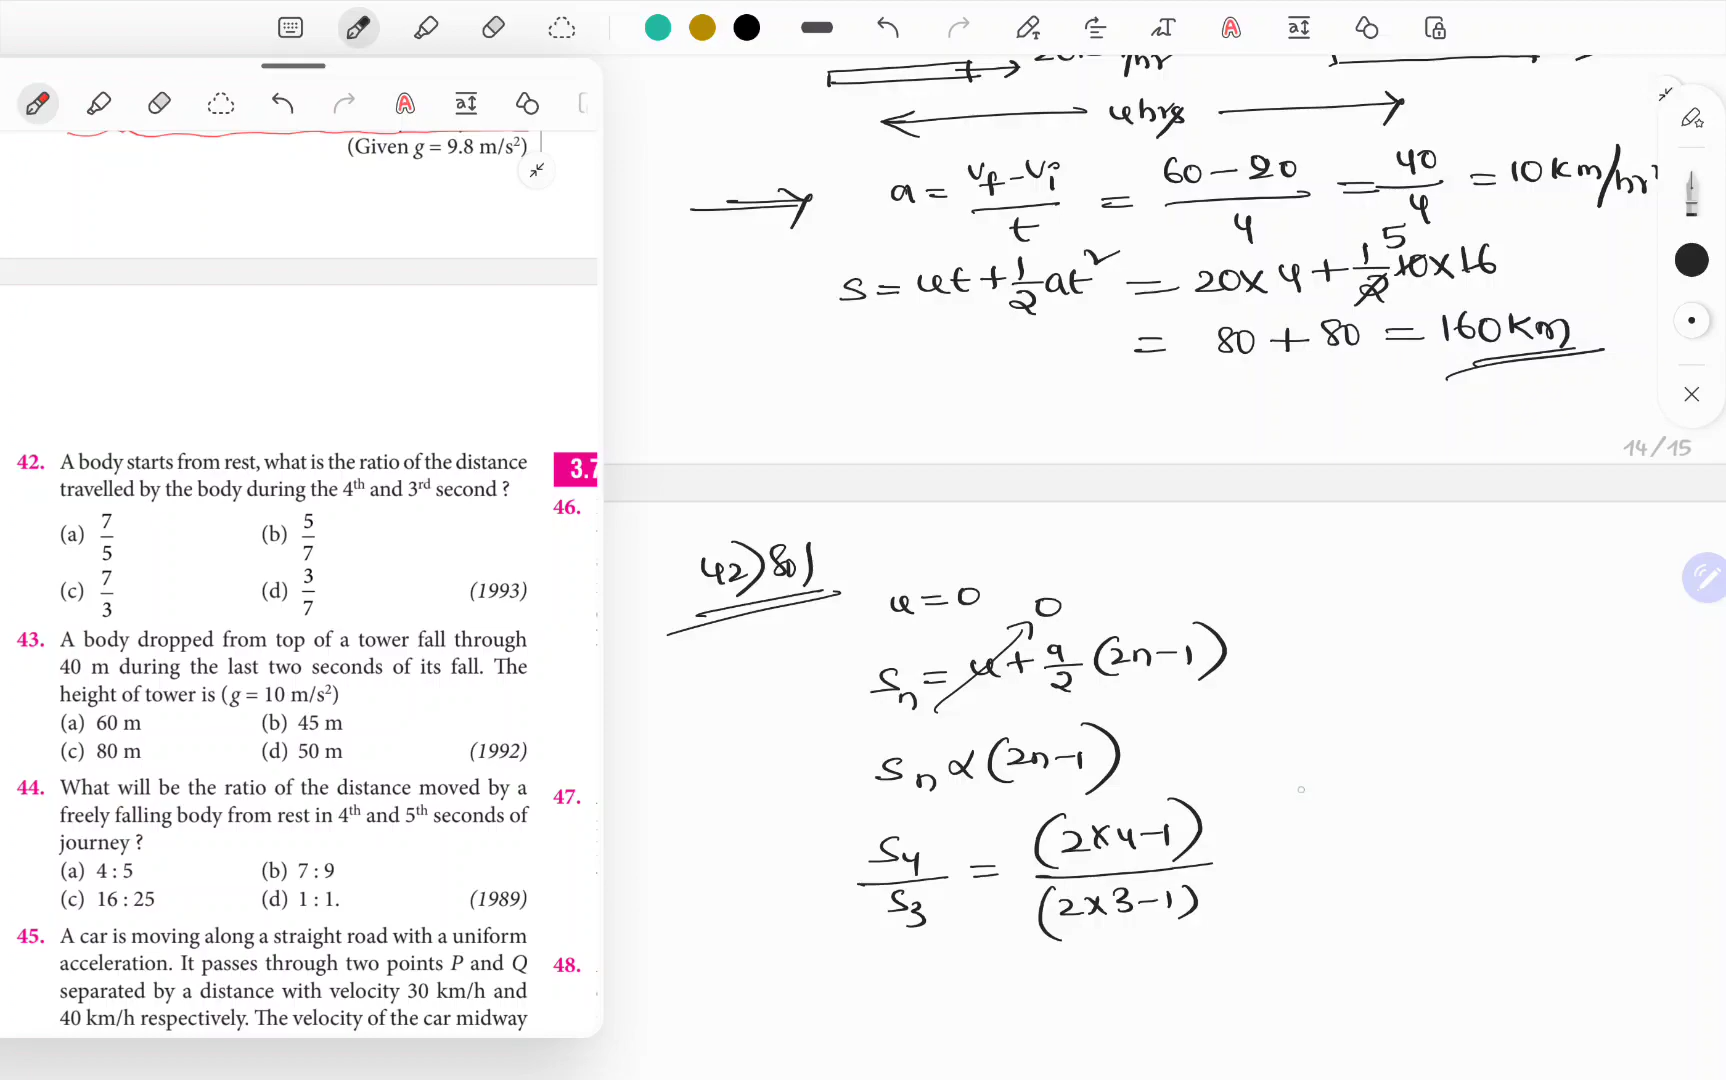 (Given g = 9.8 m/s²)
42. A body starts from rest, what is the ratio of the distance
travelled by the body during the 4th and 3rd second ?
(a) 7/5 (b) 5/7
(c) 7/3 (d) 3/7 (1993)
43. A body dropped from top of a tower fall through
40 m during the last two seconds of its fall. The
height of tower is (g = 10 m/s²)
(a) 60 m (b) 45 m
(c) 80 m (d) 50 m (1992)
44. What will be the ratio of the distance moved by a
freely falling body from rest in 4th and 5th seconds of
journey ?
(a) 4 : 5 (b) 7 : 9
(c) 16 : 25 (d) 1 : 1. (1989)
45. A car is moving along a straight road with a uniform
acceleration. It passes through two points P and Q
separated by a distance with velocity 30 km/h and
40 km/h respectively. The velocity of the car midway
3.7
46.
47.
48.
/hr
4hrs
a = (vf - vi)/t = (60 - 20)/4 = 40/4 = 10 km/hr²
s = ut + 1/2 at² = 20 x 4 + 1/2 10 x 16
5
= 80 + 80 = 160 Km
14/15
42)
u = 0
0
Sn = u + a/2 (2n - 1)
Sn ∝ (2n - 1)
S4/S3 = (2 x 4 - 1)/(2 x 3 - 1)